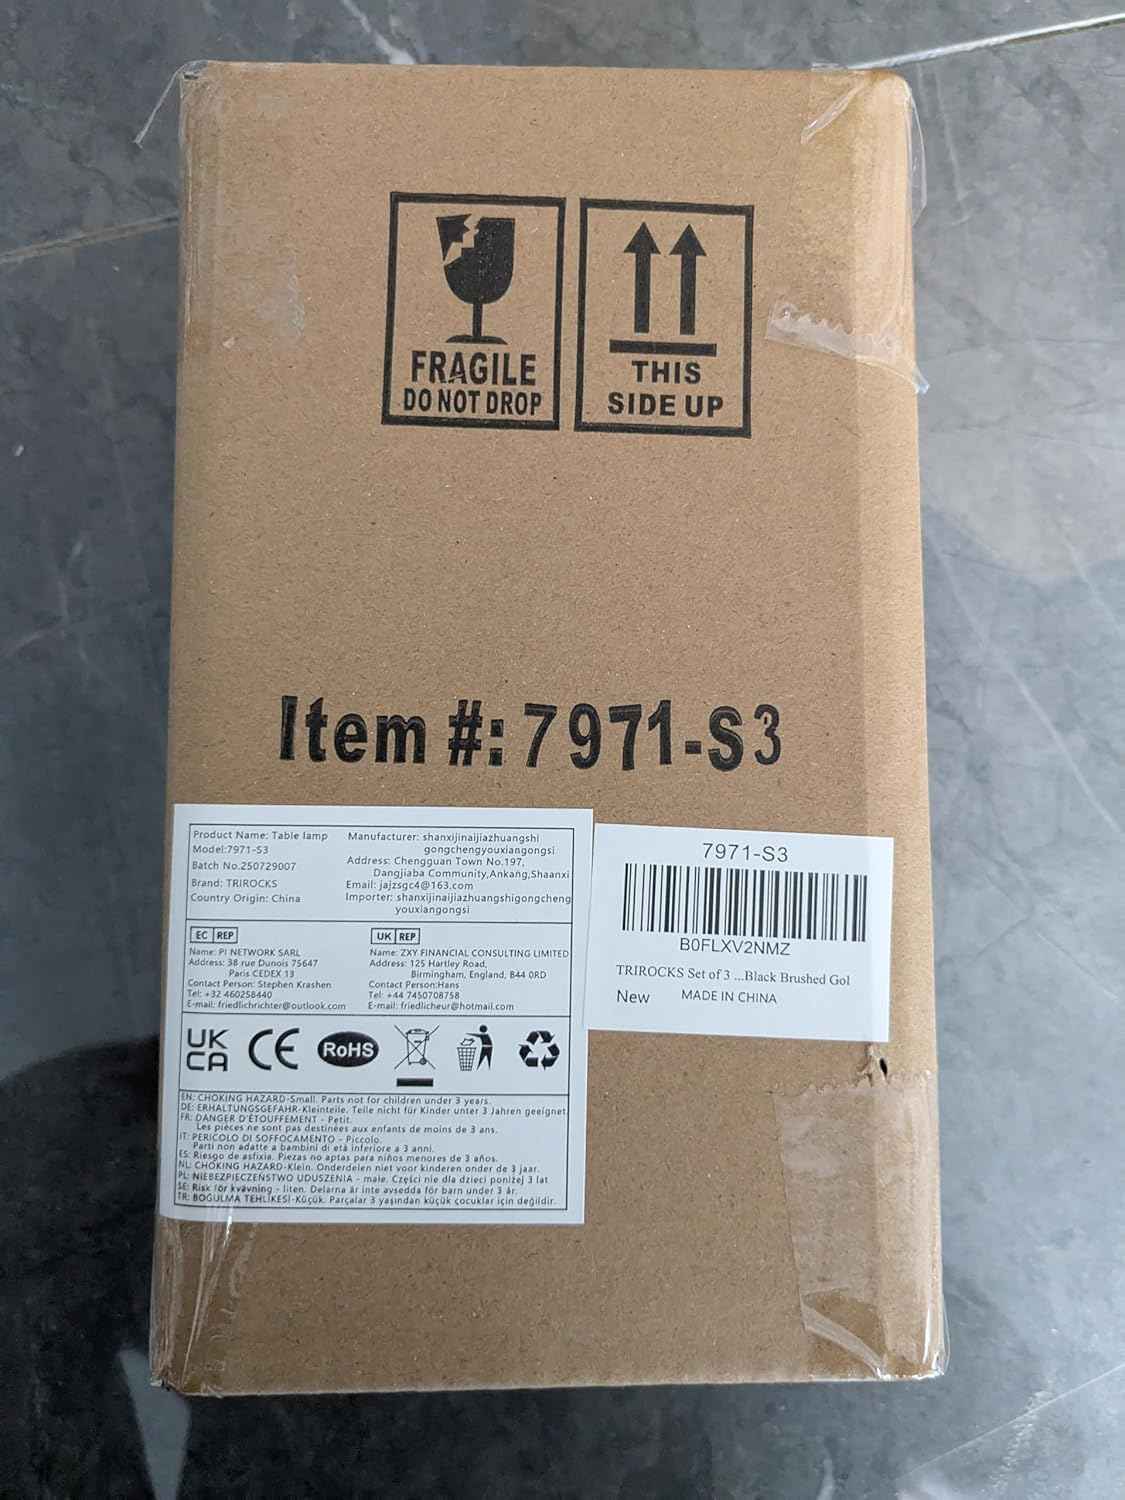 FRAGILE
DO NOT DROP
THIS
SIDE UP
Item #: 7971-S3
Product Name: Table lamp
Model:7971-S3
Batch No.250729007
Brand: TRIROCKS
Country Origin: China
Manufacturer: shanxijinaijiazhuangshi
gongchengyouxiangongsi
Address: Chengguan Town No.197,
Dangjiaba Community,Ankang,Shaanxi
Email: jajzsgc4@163.com
Importer: shanxijinaijiazhuangshigongcheng
youxiangongsi
EC REP
Name: PI NETWORK SARL
Address: 38 rue Dunois 75647
Paris CEDEX 13
Contact Person: Stephen Krashen
Tel: +32 460258440
E-mail: friedlichrichter@outlook.com
UK REP
Name: ZXY FINANCIAL CONSULTING LIMITED
Address: 125 Hartley Road,
Birmingham, England, B44 0RD
Contact Person:Hans
Tel: +44 7450708758
E-mail: friedlicheur@hotmail.com
UK
CA
CE
RoHS
EN: CHOKING HAZARD-Small. Parts not for children under 3 years.
DE: ERHALTUNGSGEFAHR-Kleinteile. Teile nicht für Kinder unter 3 Jahren geeignet
FR: DANGER D'ÉTOUFFEMENT - Petit.
Les pièces ne sont pas destinées aux enfants de moins de 3 ans.
IT: PERICOLO DI SOFFOCAMENTO - Piccolo.
Parti non adatte a bambini di età inferiore a 3 anni.
ES: Riesgo de asfixia. Piezas no aptas para niños menores de 3 años.
NL: CHOKING HAZARD-Klein. Onderdelen niet voor kinderen onder de 3 jaar.
PL: NIEBEZPIECZEŃSTWO UDUSZENIA - małe. Części nie dla dzieci poniżej 3 lat
SE: Risk för kvävning - liten. Delarna är inte avsedda för barn under 3 år.
TR: BOĞULMA TEHLİKESİ-Küçük. Parçalar 3 yaşından küçük çocuklar için değildir.
7971-S3
B0FLXV2NMZ
TRIROCKS Set of 3 ...Black Brushed Gol
New MADE IN CHINA